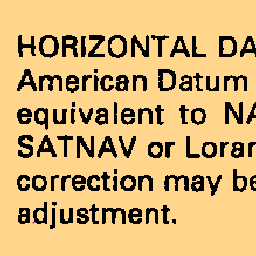 HORIZONTAL DA
American Datum
equivalent to NA
SATNAV or Loran
correction may be
adjustment.